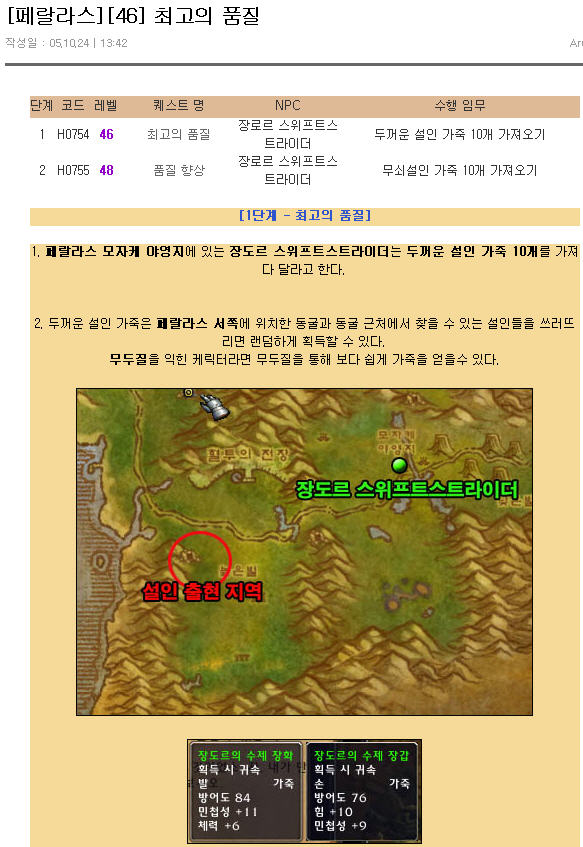 [페랄라스][46] 최고의 품질
작성일 : 05.10.24 | 13:42
단계 코드 레벨 퀘스트 명 NPC 수행 임무
1 H0754 46 최고의 품질 장로르 스위프트스트라이더 두꺼운 설인 가죽 10개 가져오기
2 H0755 48 품질 향상 장로르 스위프트스트라이더 무쇠설인 가죽 10개 가져오기
[1단계 - 최고의 품질]
1. 페랄라스 모자케 야영지에 있는 장도르 스위프트스트라이더는 두꺼운 설인 가죽 10개를 가져
다 달라고 한다.
2. 두꺼운 설인 가죽은 페랄라스 서쪽에 위치한 동굴과 동굴 근처에서 찾을 수 있는 설인들을 쓰러뜨
리면 랜덤하게 획득할 수 있다.
무두질을 익힌 케릭터라면 무두질을 통해 보다 쉽게 가죽을 얻을수 있다.
모자케
야영지
혈투의 전장
장도르 스위프트스트라이더
설인 출현 지역
장도르의 수제 장화
획득 시 귀속
발 가죽
방어도 84
민첩성 +11
체력 +6
장도르의 수제 장갑
획득 시 귀속
손 가죽
방어도 76
힘 +10
민첩성 +9